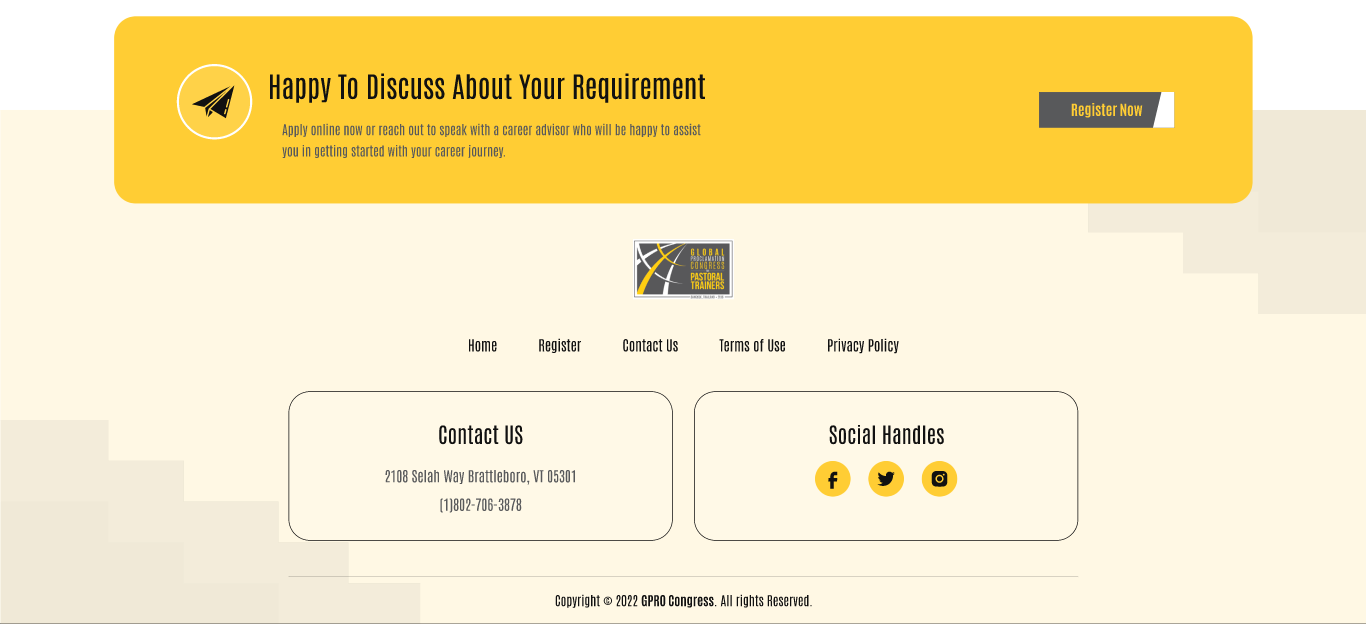 Happy To Discuss About Your Requirement
Apply online now or reach out to speak with a career advisor who will be happy to assist
you in getting started with your career journey.
Register Now
GLOBAL
PROCLAMATION
CONGRESS
PASTORAL
TRAINERS
Home Register Contact Us Terms of Use Privacy Policy
Contact US
2108 Selah Way Brattleboro, VT 05301
(1)802-706-3878
Social Handles
Copyright © 2022 GPRO Congress. All rights Reserved.